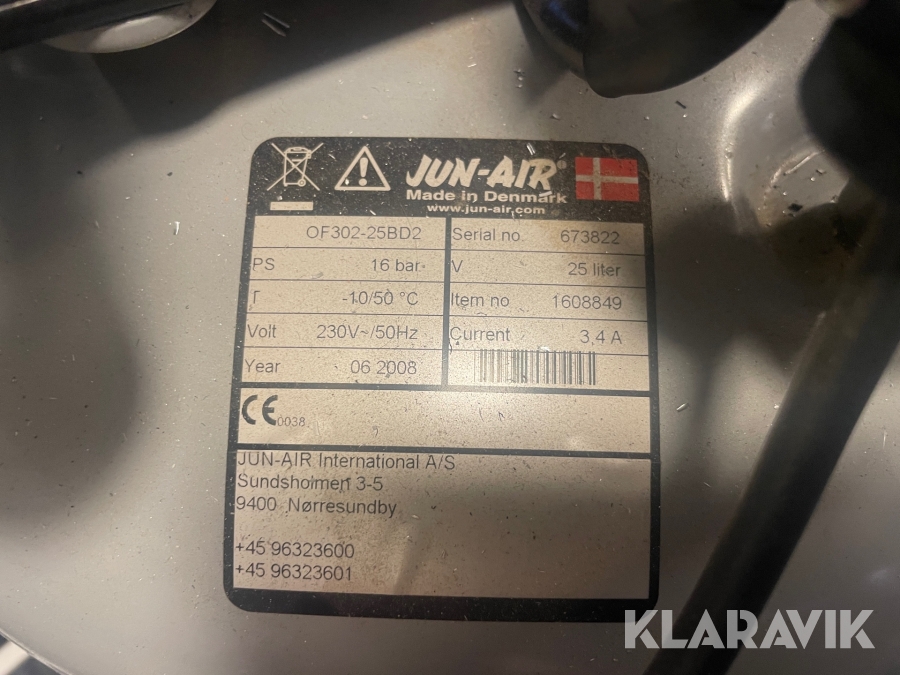 JUN-AIR®
Made in Denmark
www.jun-air.com
OF302-25BD2 Serial no 673822
PS 16 bar V 25 liter
T -10/50 °C Item no 1608849
Volt 230V~/50Hz Current 3,4 A
Year 06 2008
CE 0038
JUN-AIR International A/S
Sundsholmen 3-5
9400 Nørresundby
+45 96323600
+45 96323601
KLARAVIK